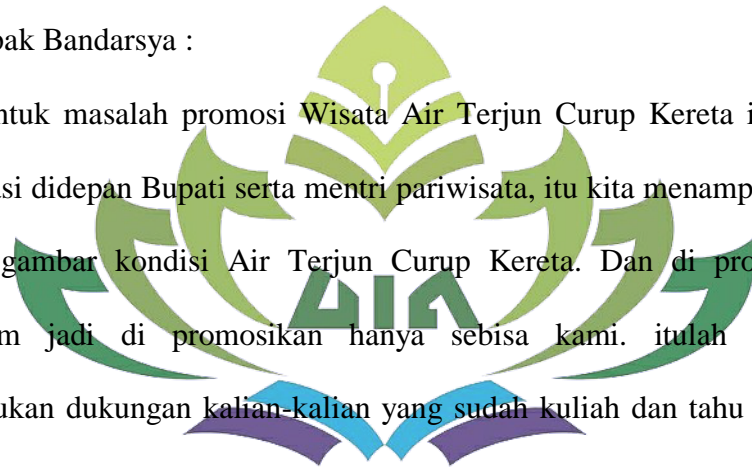 pak Bandarsya :
ntuk masalah promosi Wisata Air Terjun Curup Kereta i
asi didepan Bupati serta mentri pariwisata, itu kita menamp
gambar kondisi Air Terjun Curup Kereta. Dan di pro
UIN
m jadi di promosikan hanya sebisa kami. itulah
ukan dukungan kalian-kalian yang sudah kuliah dan tahu